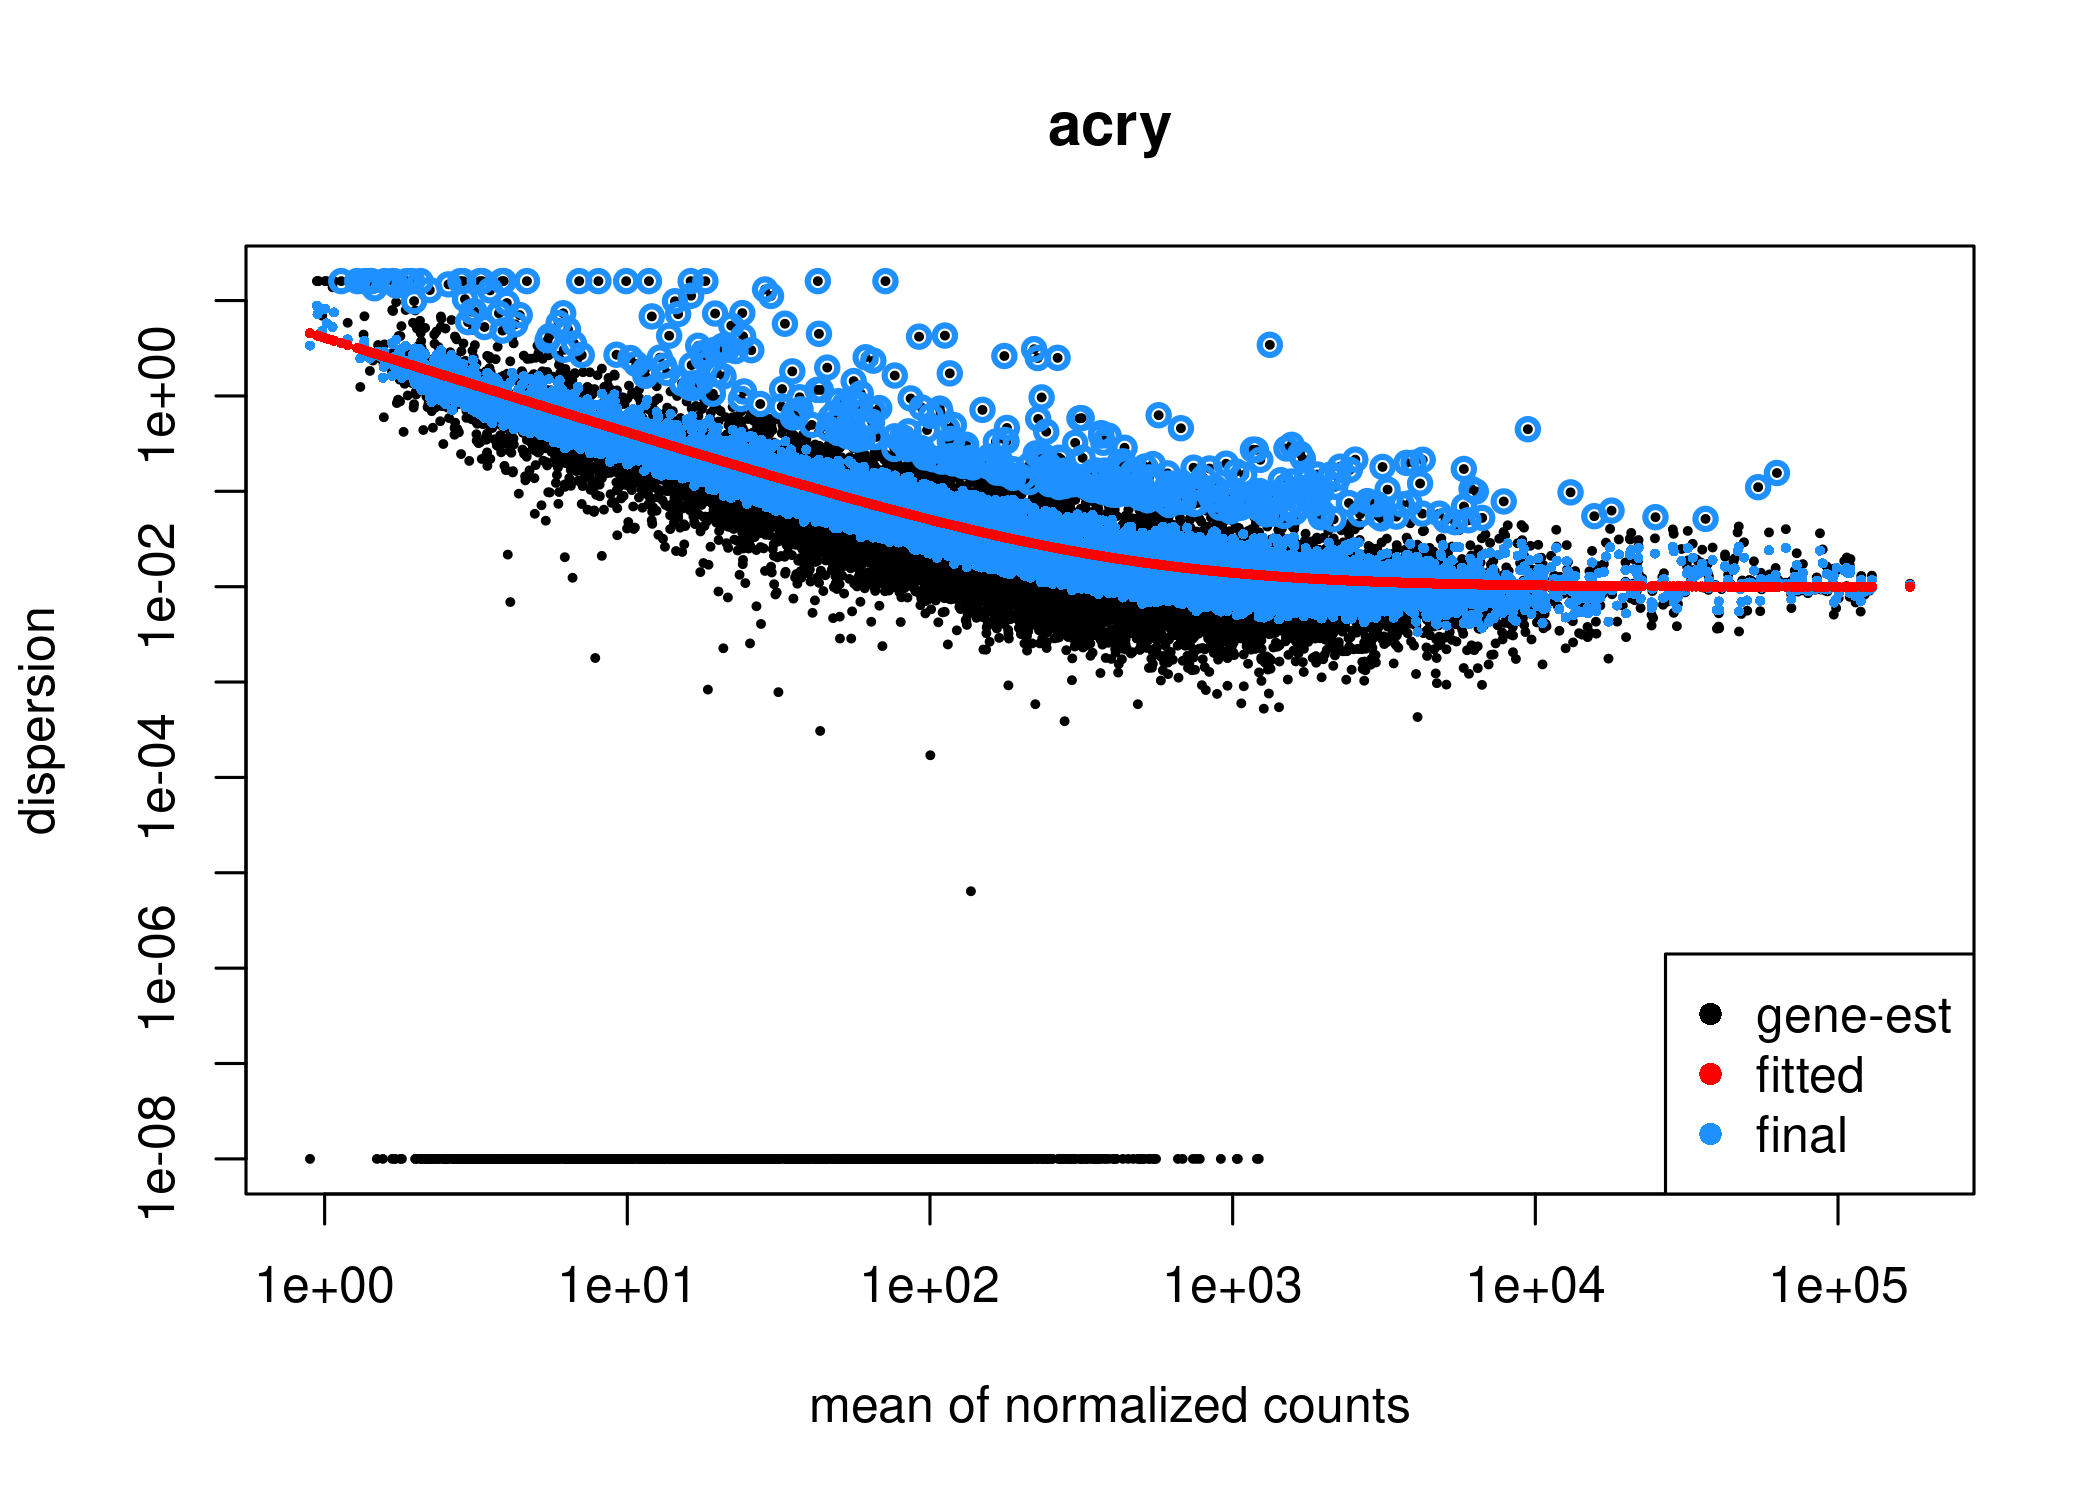 acry
dispersion
1e+00
1e-02
1e-04
1e-06
1e-08
gene-est
fitted
final
1e+00 1e+01 1e+02 1e+03 1e+04 1e+05
mean of normalized counts